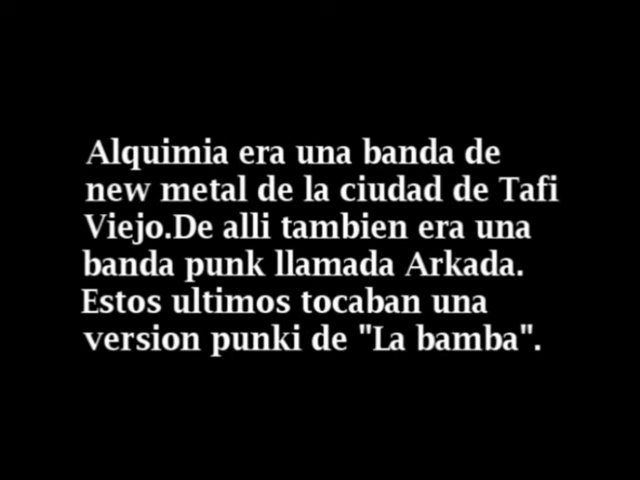 Alquimia era una banda de
new metal de la ciudad de Tafi
Viejo.De alli tambien era una
banda punk llamada Arkada.
Estos ultimos tocaban una
version punki de "La bamba".